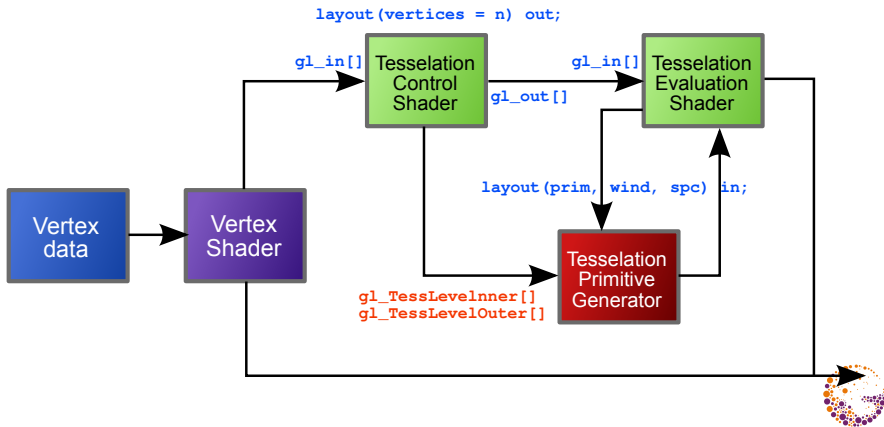 layout(vertices = n) out;
gl_in[]
Tesselation
Control
Shader
gl_out[]
gl_in[]
Tesselation
Evaluation
Shader
layout(prim, wind, spc) in;
Vertex
data
Vertex
Shader
Tesselation
Primitive
Generator
gl_TessLevelnner[]
gl_TessLevelOuter[]